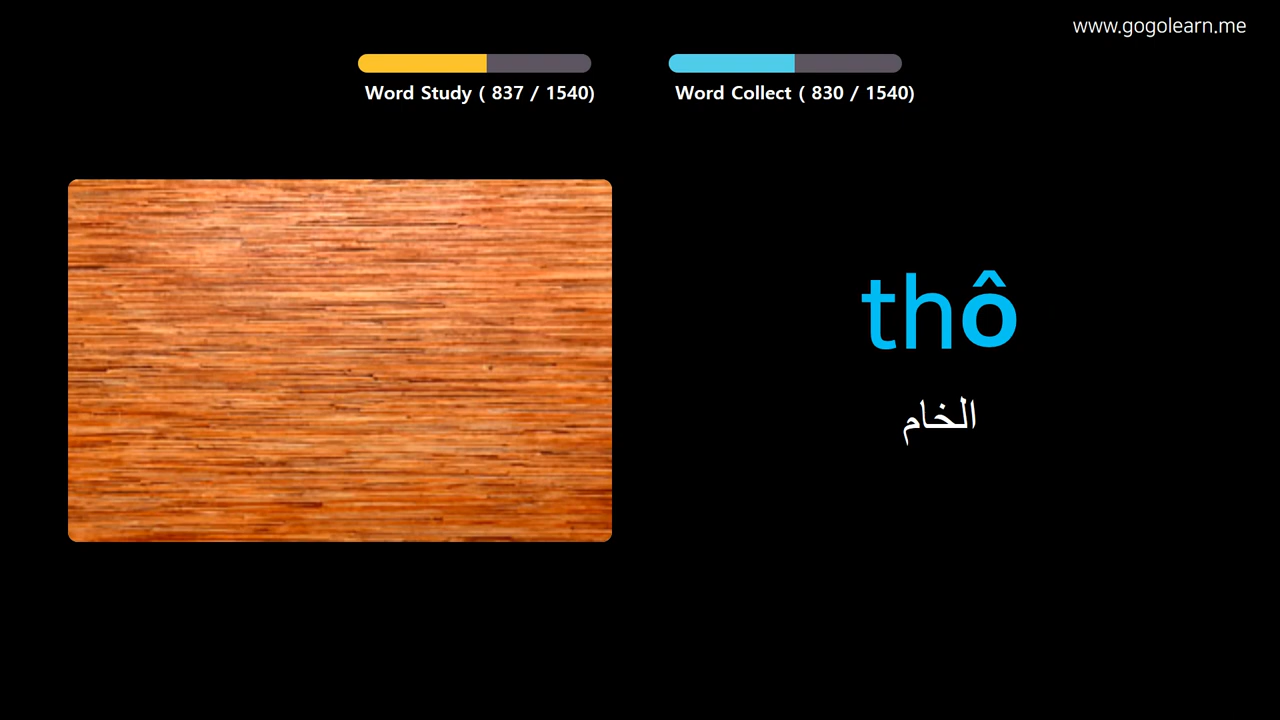 www.gogolearn.me
Word Study ( 837 / 1540)
Word Collect ( 830 / 1540)
thô
الخام